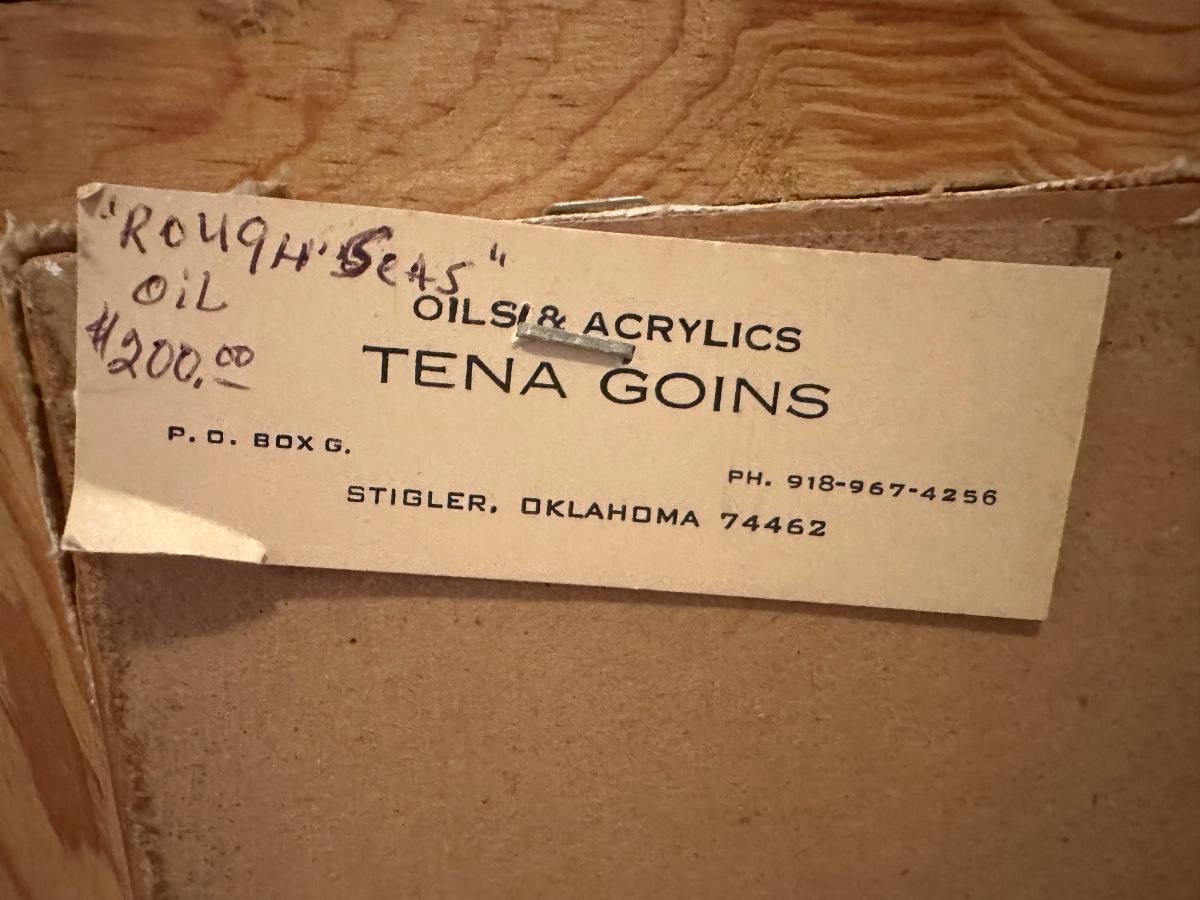 "ROUGH SEAS"
OIL
$200.00
OILS & ACRYLICS
TENA GOINS
P. O. BOX G.
PH. 918-967-4256
STIGLER, OKLAHOMA 74462